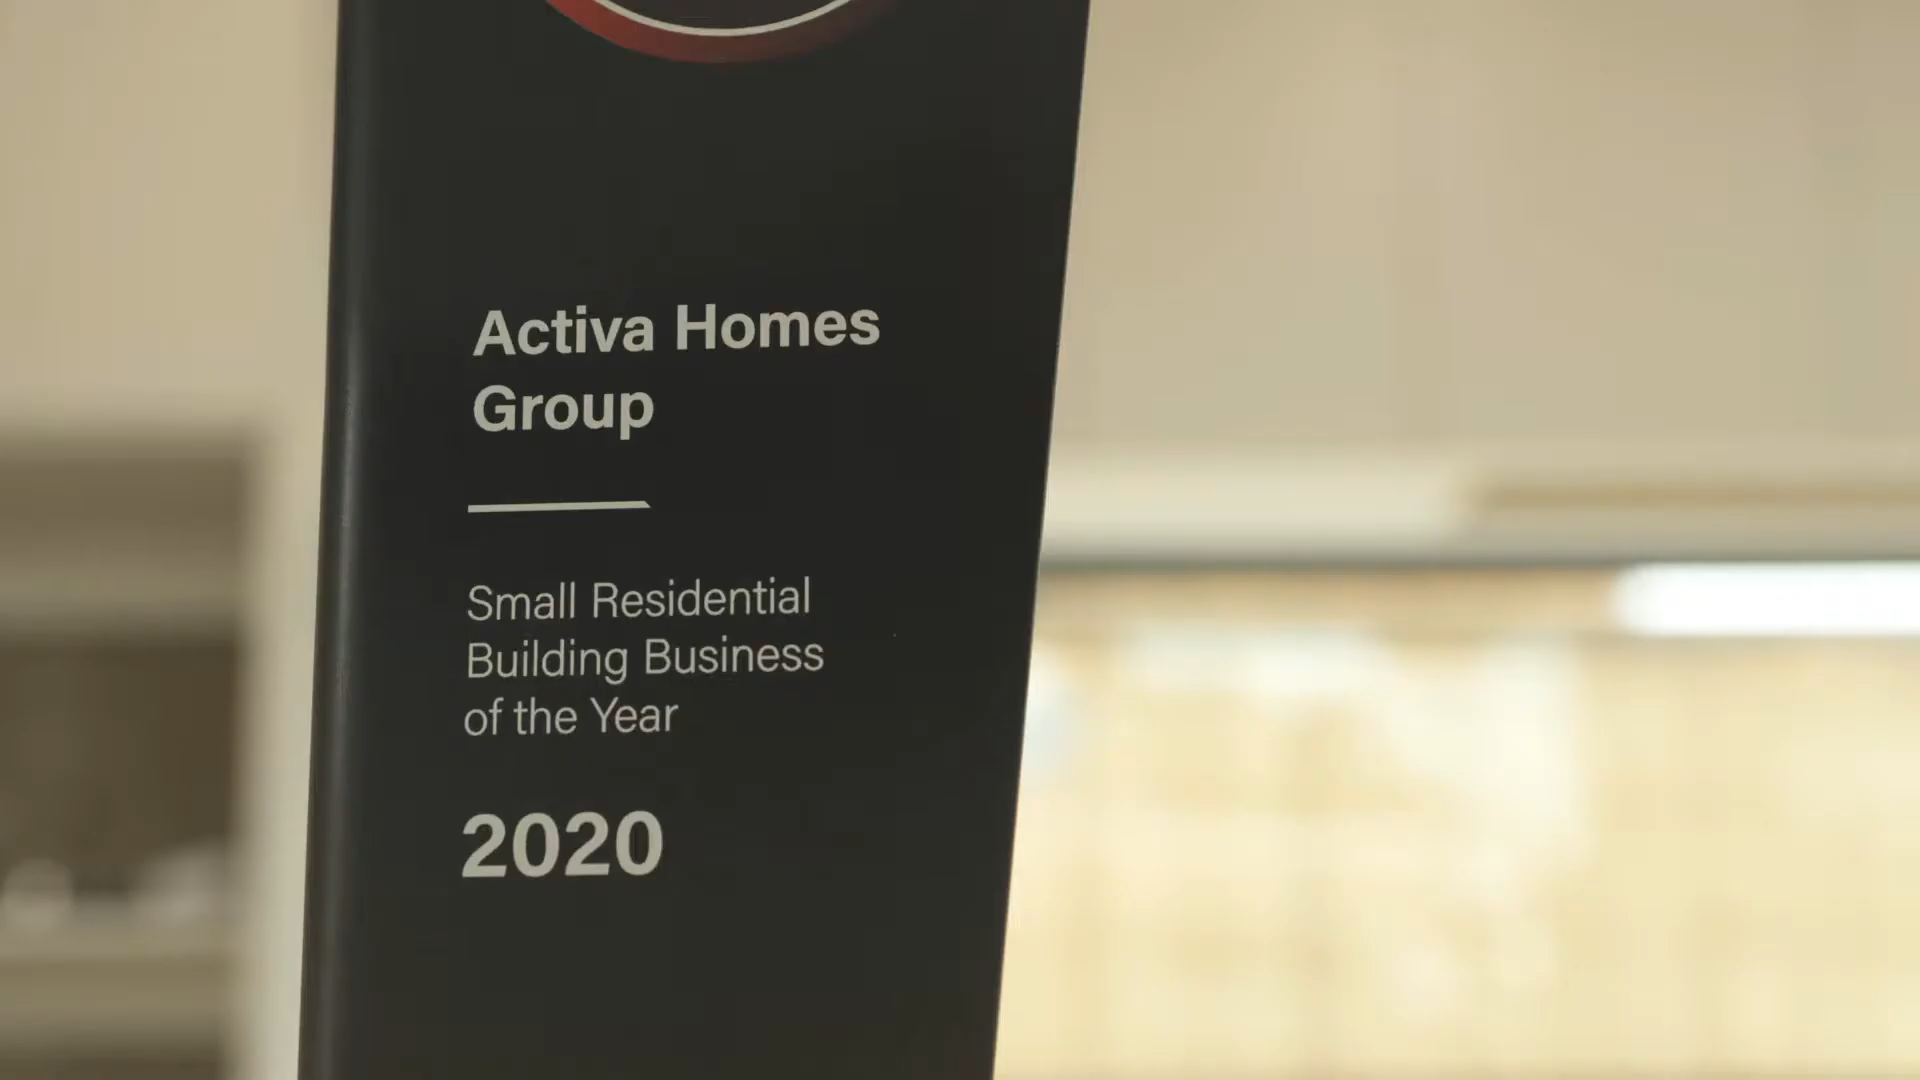 Activa Homes
Group
Small Residential
Building Business
of the Year
2020